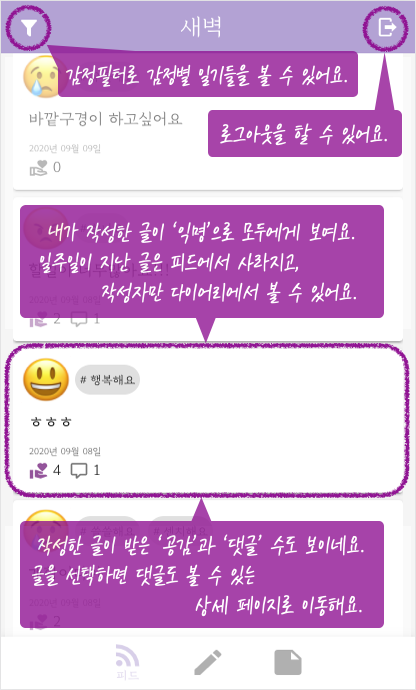 새벽
감정필터로 감정별 일기들을 볼 수 있어요.
바깥구경이 하고싶어요
로그아웃을 할 수 있어요.
2020년 09월 09일
0
내가 작성한 글이 ‘익명’으로 모두에게 보여요.
일주일이 지난 글은 피드에서 사라지고,
작성자만 다이어리에서 볼 수 있어요.
2 1
# 행복해요
ㅎㅎㅎ
2020년 09월 08일
4 1
작성한 글이 받은 ‘공감’과 ‘댓글’ 수도 보이네요.
글을 선택하면 댓글도 볼 수 있는
상세 페이지로 이동해요.
2
피드